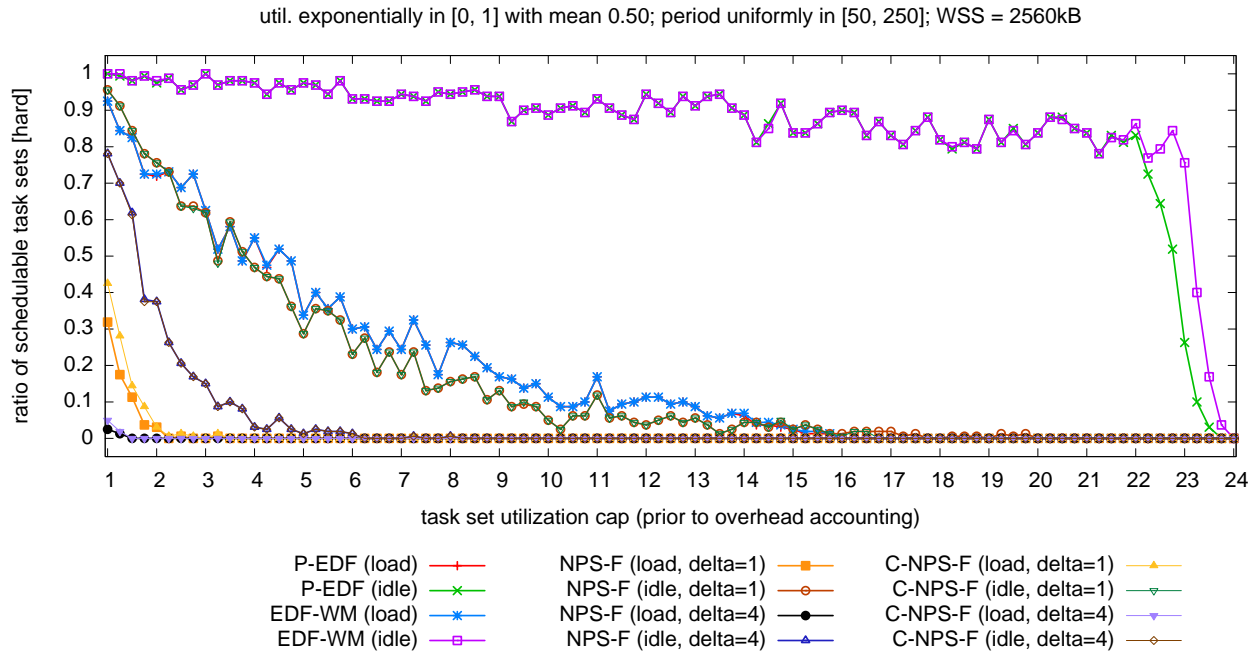 util. exponentially in [0, 1] with mean 0.50; period uniformly in [50, 250]; WSS = 2560kB
ratio of schedulable task sets [hard]
1
0.9
0.8
0.7
0.6
0.5
0.4
0.3
0.2
0.1
0
1 2 3 4 5 6 7 8 9 10 11 12 13 14 15 16 17 18 19 20 21 22 23 24
task set utilization cap (prior to overhead accounting)
P-EDF (load) NPS-F (load, delta=1) C-NPS-F (load, delta=1)
P-EDF (idle) NPS-F (idle, delta=1) C-NPS-F (idle, delta=1)
EDF-WM (load) NPS-F (load, delta=4) C-NPS-F (load, delta=4)
EDF-WM (idle) NPS-F (idle, delta=4) C-NPS-F (idle, delta=4)